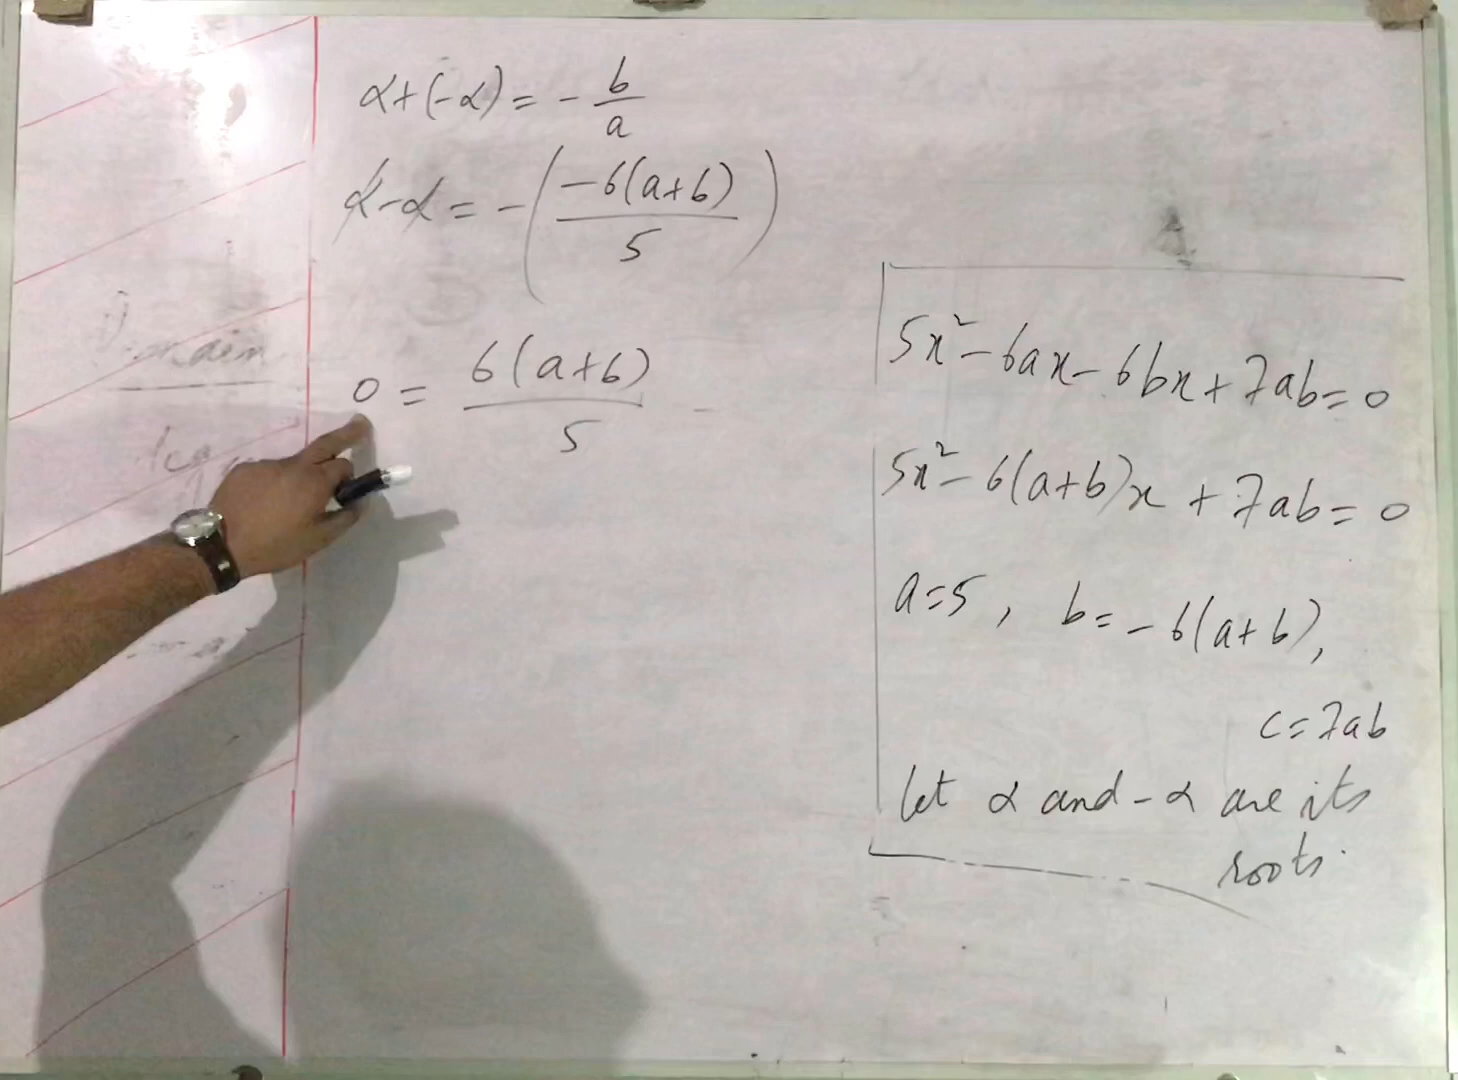 α+(-α) = - b/a
α-α = - ( -6(a+b)/5 )
0 = 6(a+b)/5
5x²-6ax-6bx+7ab=0
5x²-6(a+b)x + 7ab=0
a=5 , b= -6(a+b),
c=7ab
let α and -α are its
roots.
Domain